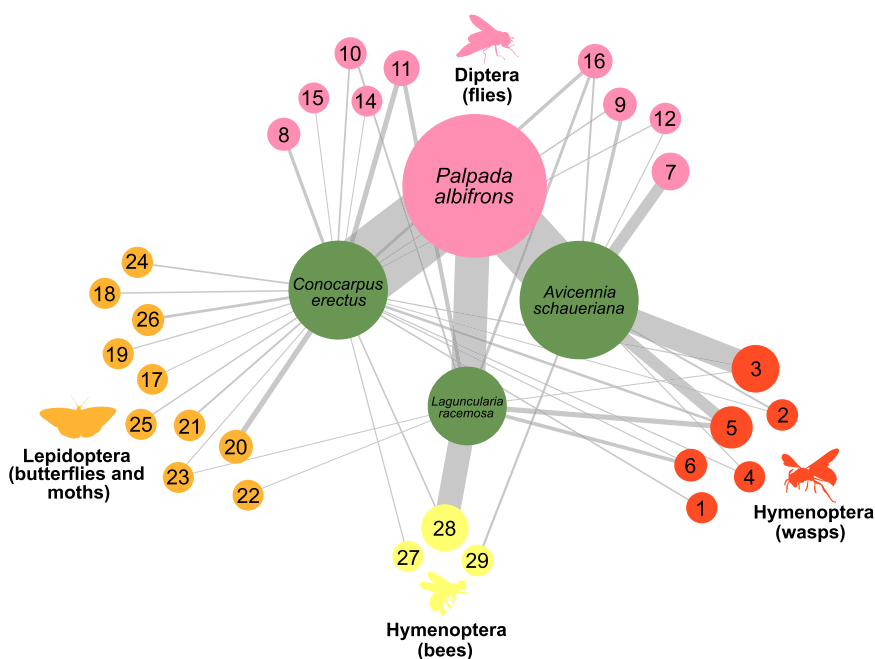 10
11
16
Diptera
(flies)
15
14
9
12
8
7
Palpada
albifrons
24
18
26
19
17
25
21
20
23
22
Conocarpus
erectus
Avicennia
schaueriana
Laguncularia
racemosa
3
2
5
6
4
1
Lepidoptera
(butterflies and
moths)
Hymenoptera
(wasps)
28
27
29
Hymenoptera
(bees)